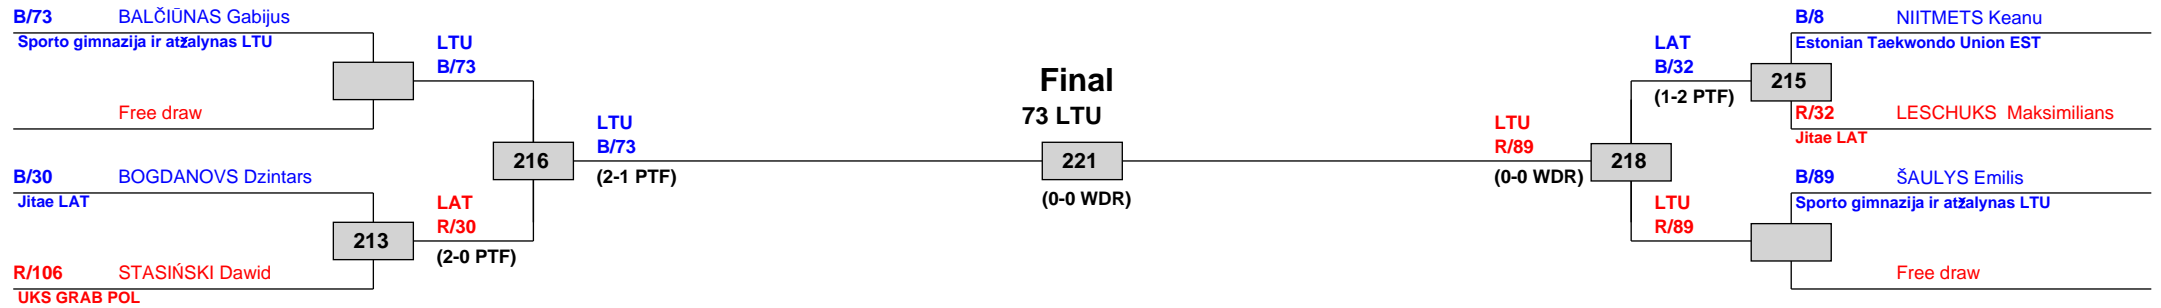 B/73 BALČIŪNAS Gabijus
Sporto gimnazija ir atžalynas LTU
LTU
B/73
Free draw
LTU
B/73
216
(2-1 PTF)
B/30 BOGDANOVS Dzintars
Jitae LAT
LAT
R/30
213
(2-0 PTF)
R/106 STASIŃSKI Dawid
UKS GRAB POL
Final
73 LTU
221
(0-0 WDR)
B/8 NIITMETS Keanu
Estonian Taekwondo Union EST
LAT
B/32
215
(1-2 PTF)
R/32 LESCHUKS Maksimilians
Jitae LAT
LTU
R/89
218
(0-0 WDR)
B/89 ŠAULYS Emilis
Sporto gimnazija ir atžalynas LTU
LTU
R/89
Free draw